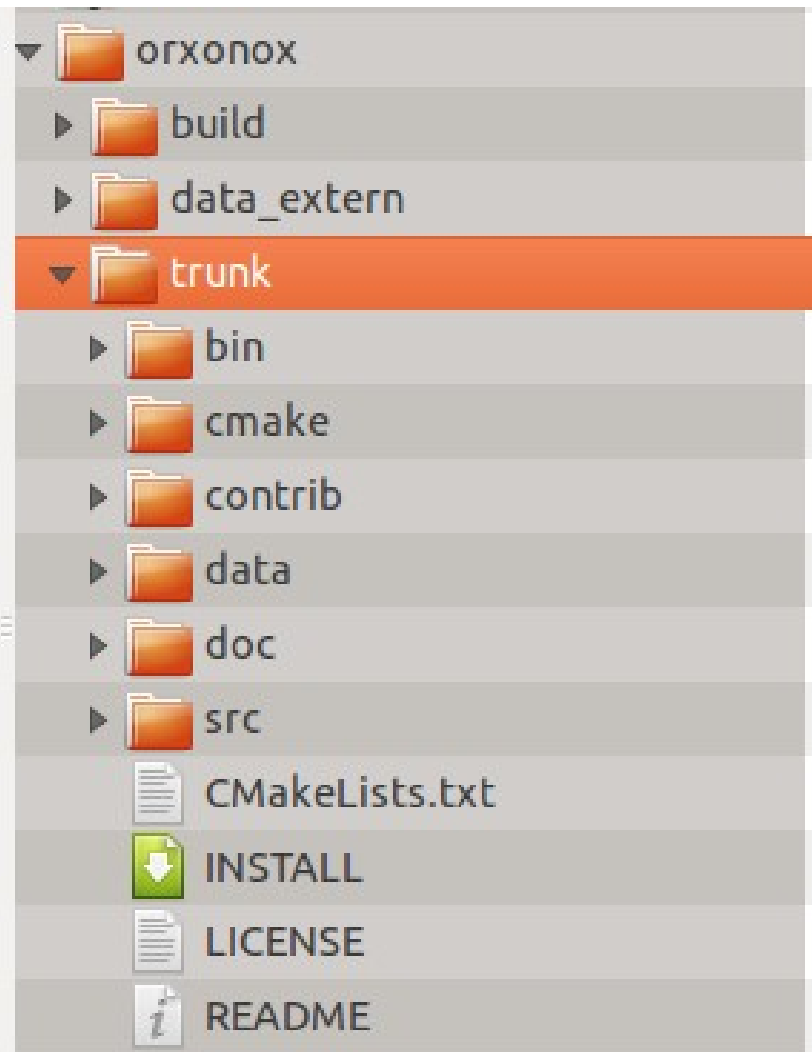 orxonox
build
data_extern
trunk
bin
cmake
contrib
data
doc
src
CMakeLists.txt
INSTALL
LICENSE
README